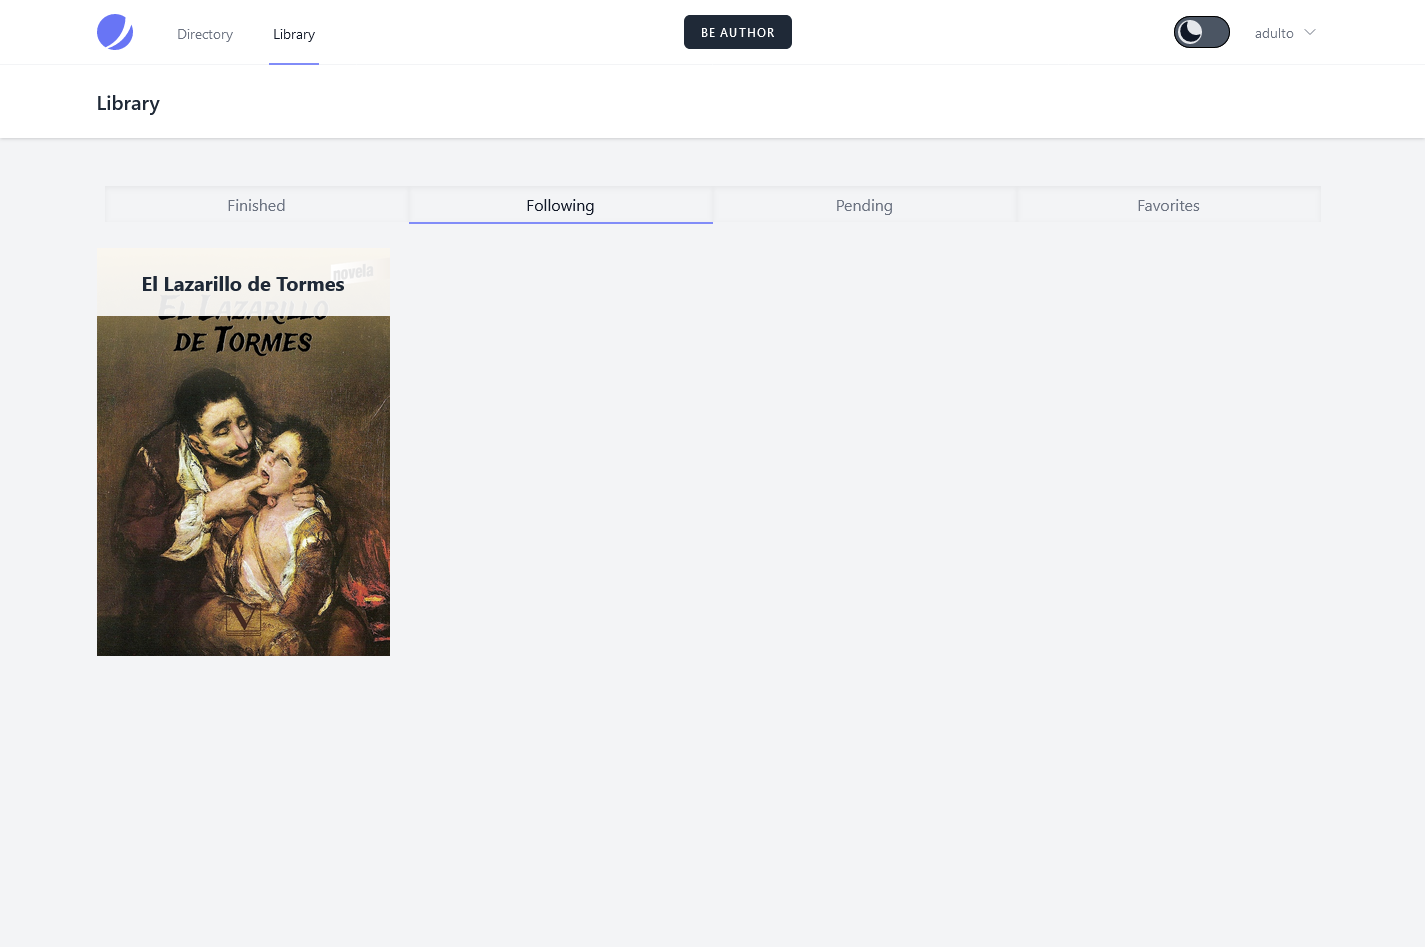 Directory
Library
BE AUTHOR
adulto
Library
Finished
Following
Pending
Favorites
novela
El Lazarillo de Tormes
El Lazarillo
de Tormes
V